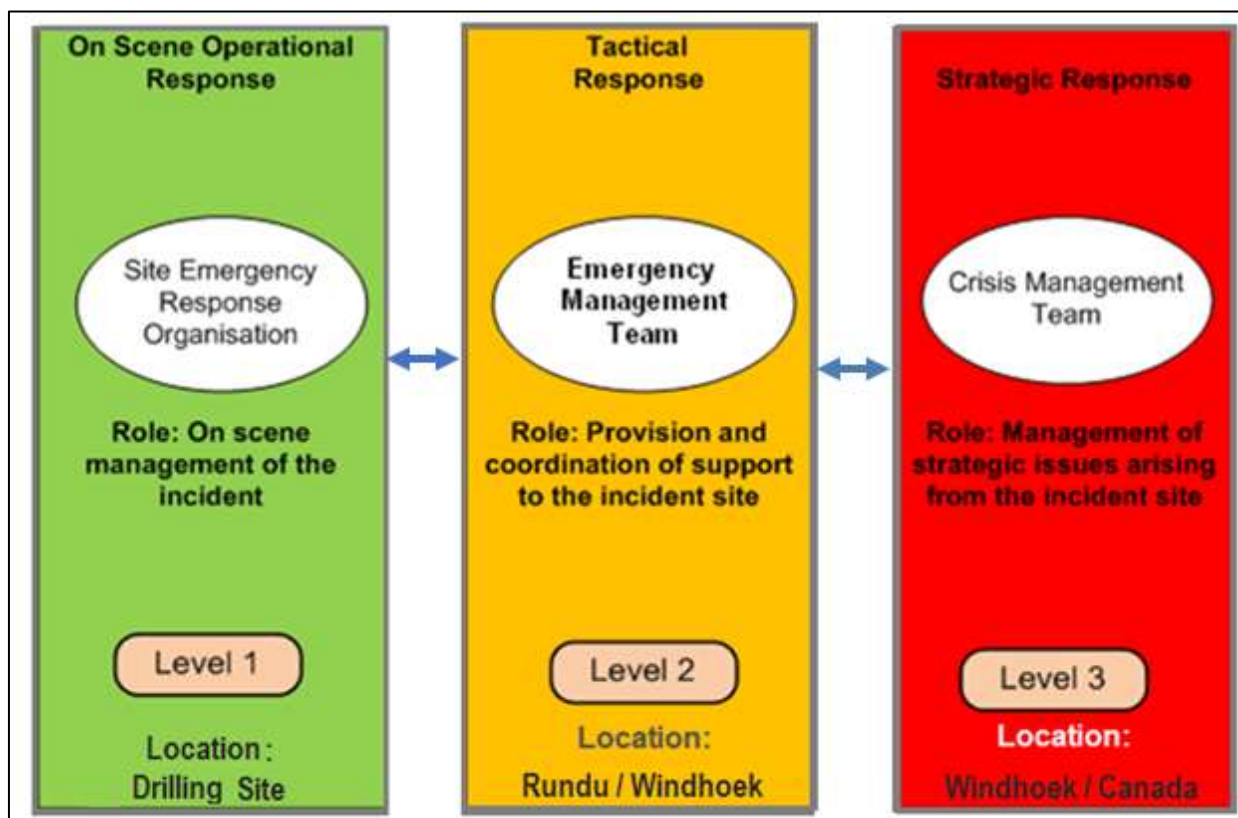 On Scene Operational
Response
Site Emergency
Response
Organisation
Role: On scene
management of the
incident
Level 1
Location :
Drilling Site
Tactical
Response
Emergency
Management
Team
Role: Provision and
coordination of support
to the incident site
Level 2
Location:
Rundu / Windhoek
Strategic Response
Crisis Management
Team
Role: Management of
strategic issues arising
from the incident site
Level 3
Location:
Windhoek / Canada